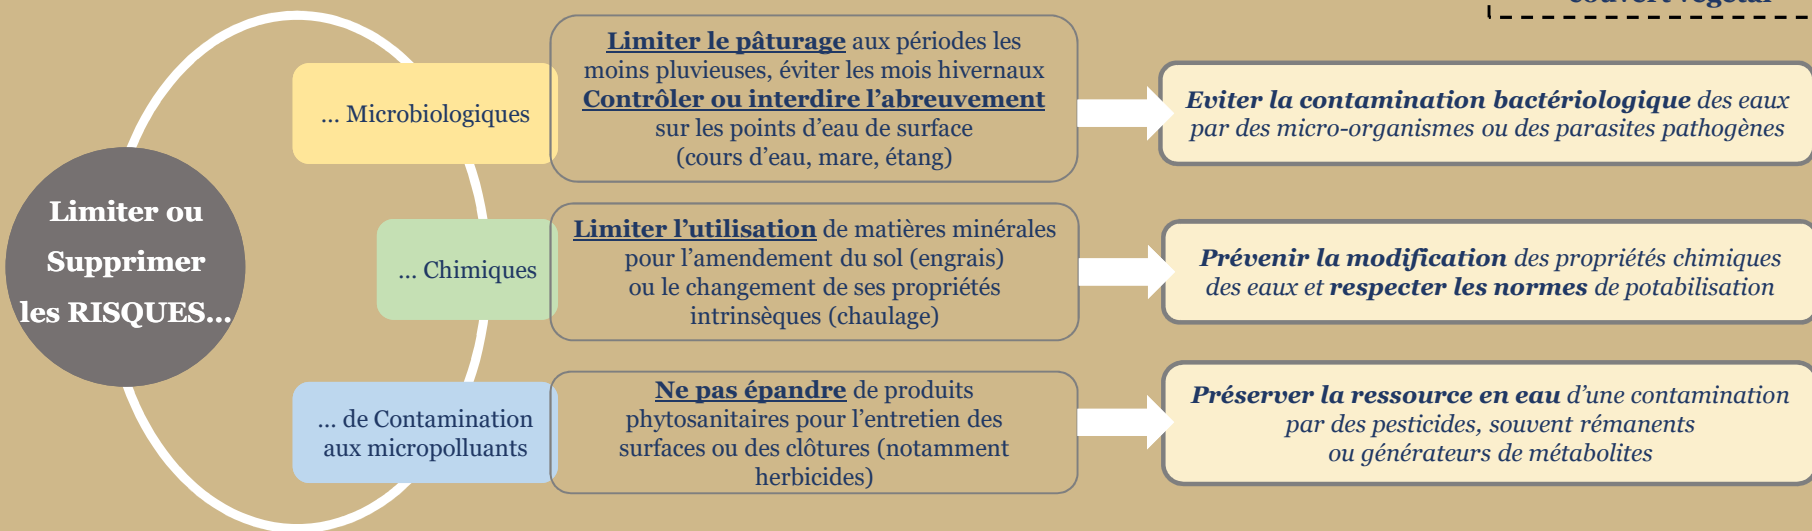 couvert végétal
Limiter ou
Supprimer
les RISQUES...
... Microbiologiques
Limiter le pâturage aux périodes les
moins pluvieuses, éviter les mois hivernaux
Contrôler ou interdire l’abreuvement
sur les points d’eau de surface
(cours d’eau, mare, étang)
Eviter la contamination bactériologique des eaux
par des micro-organismes ou des parasites pathogènes
... Chimiques
Limiter l’utilisation de matières minérales
pour l’amendement du sol (engrais)
ou le changement de ses propriétés
intrinsèques (chaulage)
Prévenir la modification des propriétés chimiques
des eaux et respecter les normes de potabilisation
... de Contamination
aux micropolluants
Ne pas épandre de produits
phytosanitaires pour l’entretien des
surfaces ou des clôtures (notamment
herbicides)
Préserver la ressource en eau d’une contamination
par des pesticides, souvent rémanents
ou générateurs de métabolites